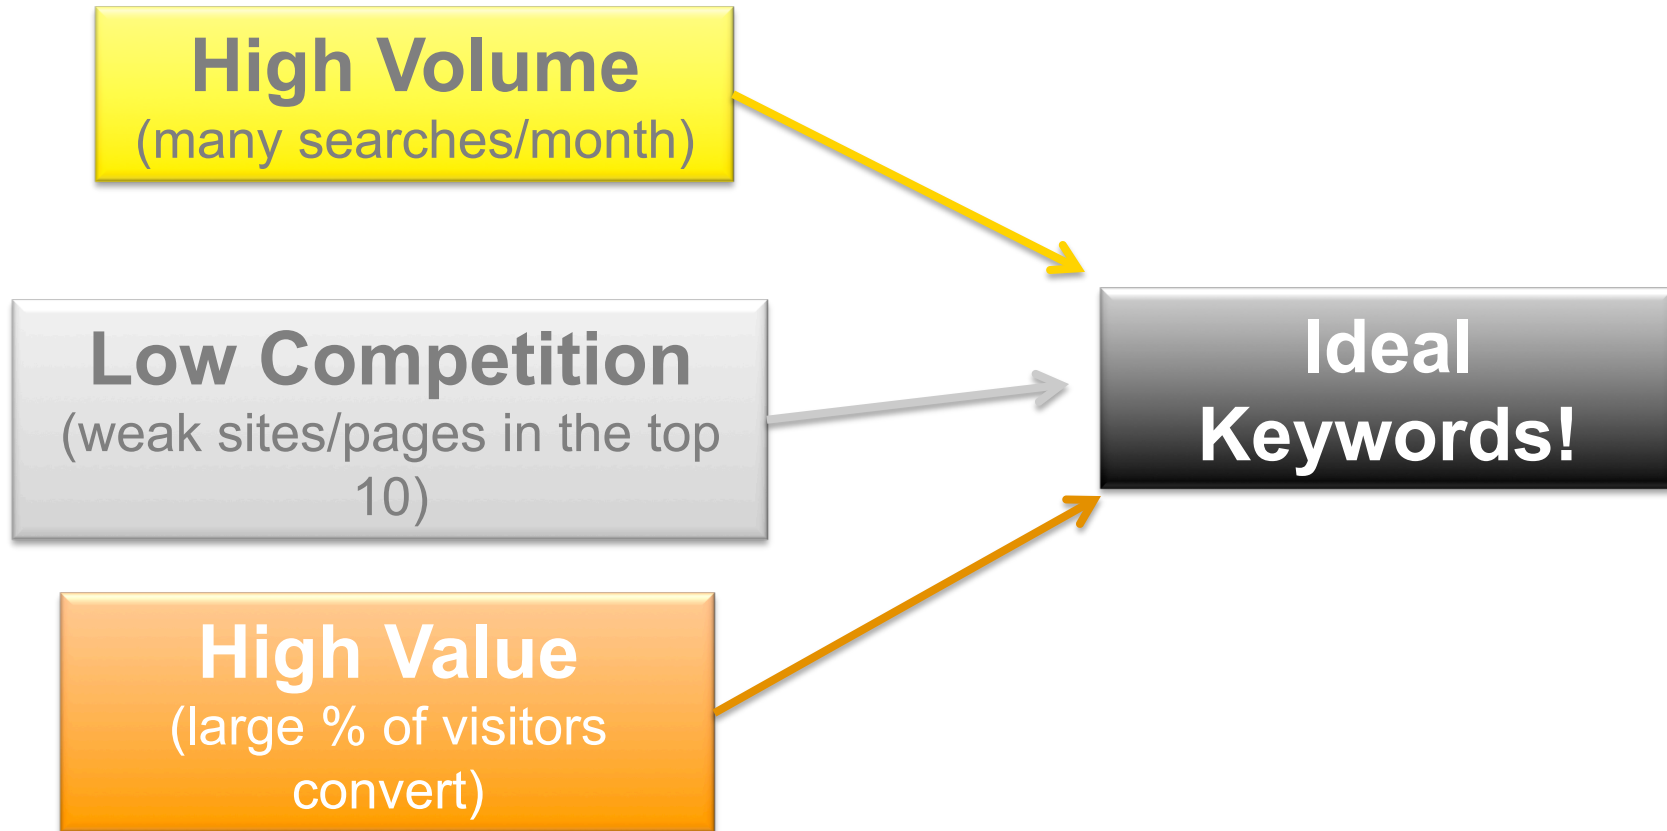 High Volume
(many searches/month)
Low Competition
(weak sites/pages in the top
10)
High Value
(large % of visitors
convert)
Ideal
Keywords!